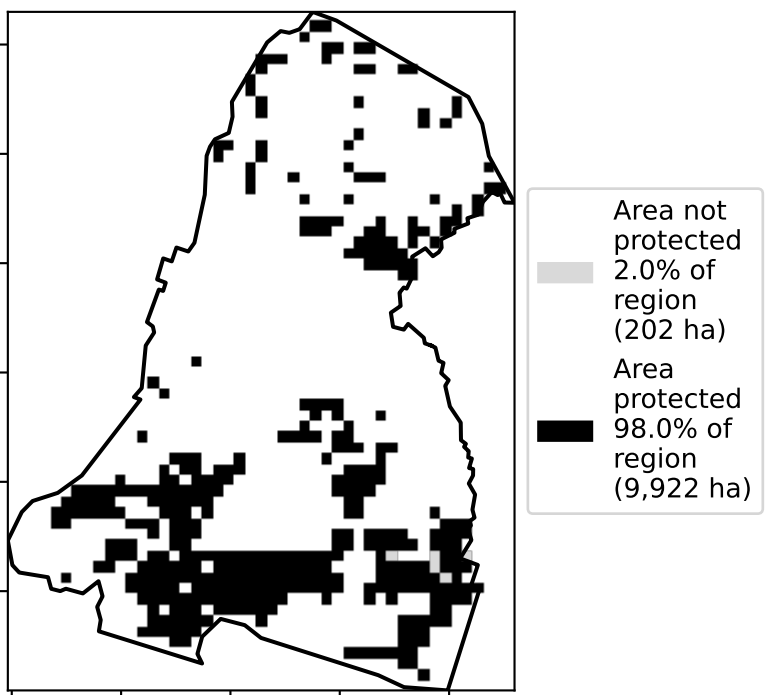 Area not
protected
2.0% of
region
(202 ha)
Area
protected
98.0% of
region
(9,922 ha)